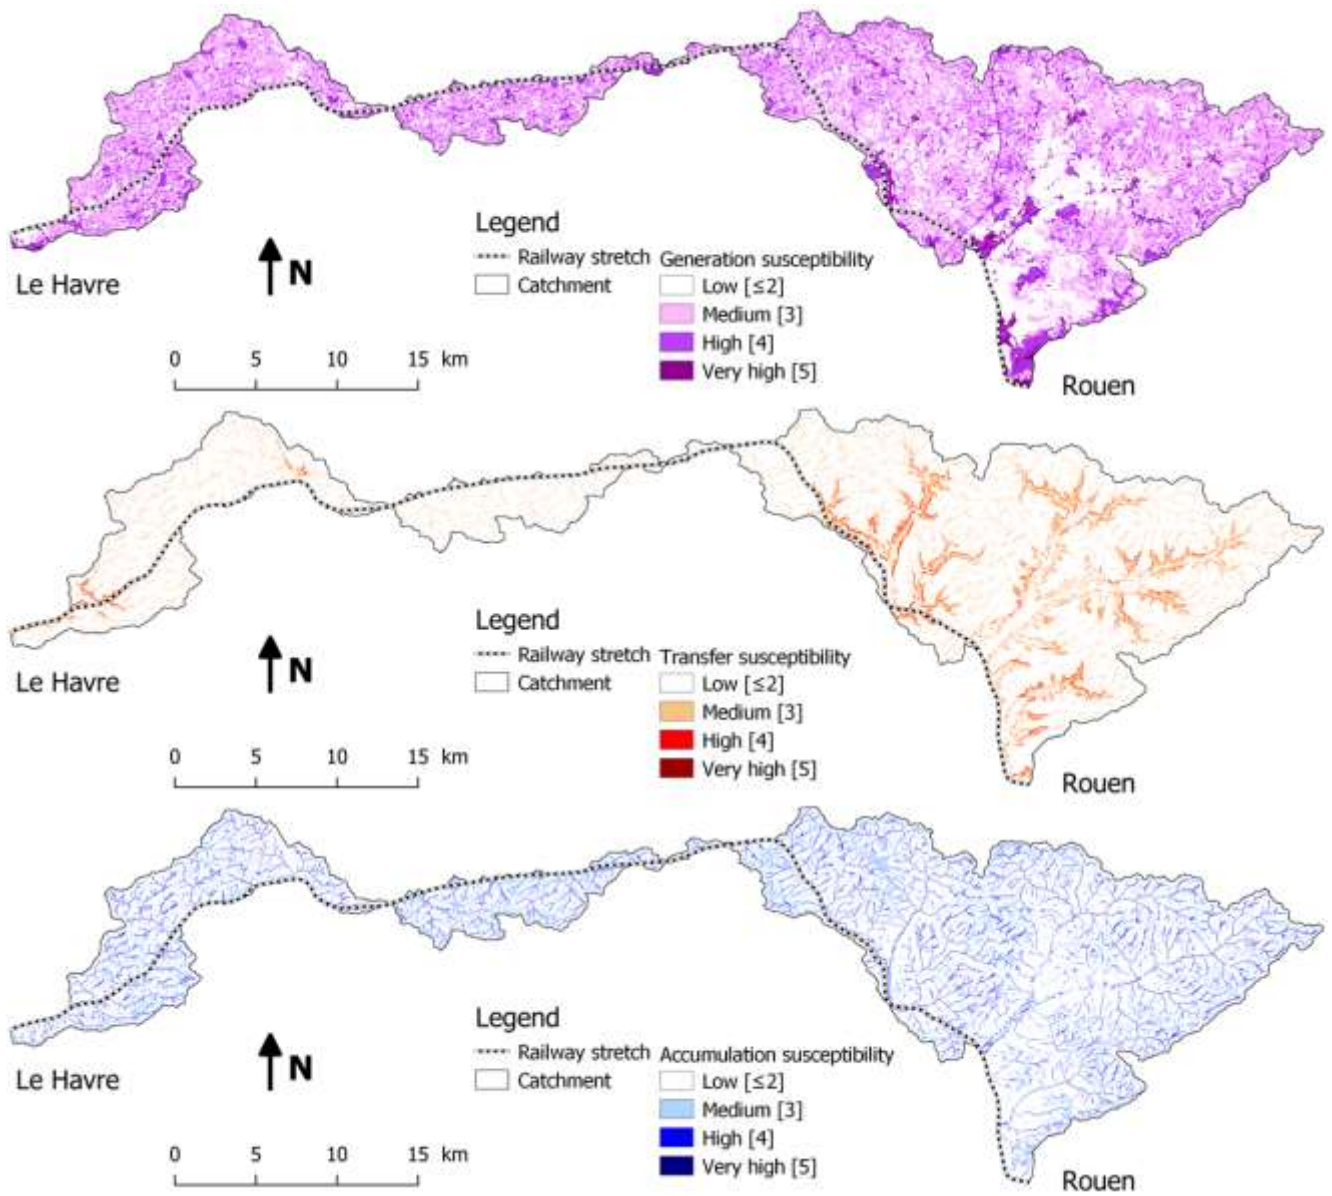 Legend
Railway stretch Generation susceptibility
Catchment Low [≤2]
Medium [3]
High [4]
Very high [5]
Le Havre
N
0 5 10 15 km
Rouen
Legend
Railway stretch Transfer susceptibility
Catchment Low [≤2]
Medium [3]
High [4]
Very high [5]
Le Havre
N
0 5 10 15 km
Rouen
Legend
Railway stretch Accumulation susceptibility
Catchment Low [≤2]
Medium [3]
High [4]
Very high [5]
Le Havre
N
0 5 10 15 km
Rouen